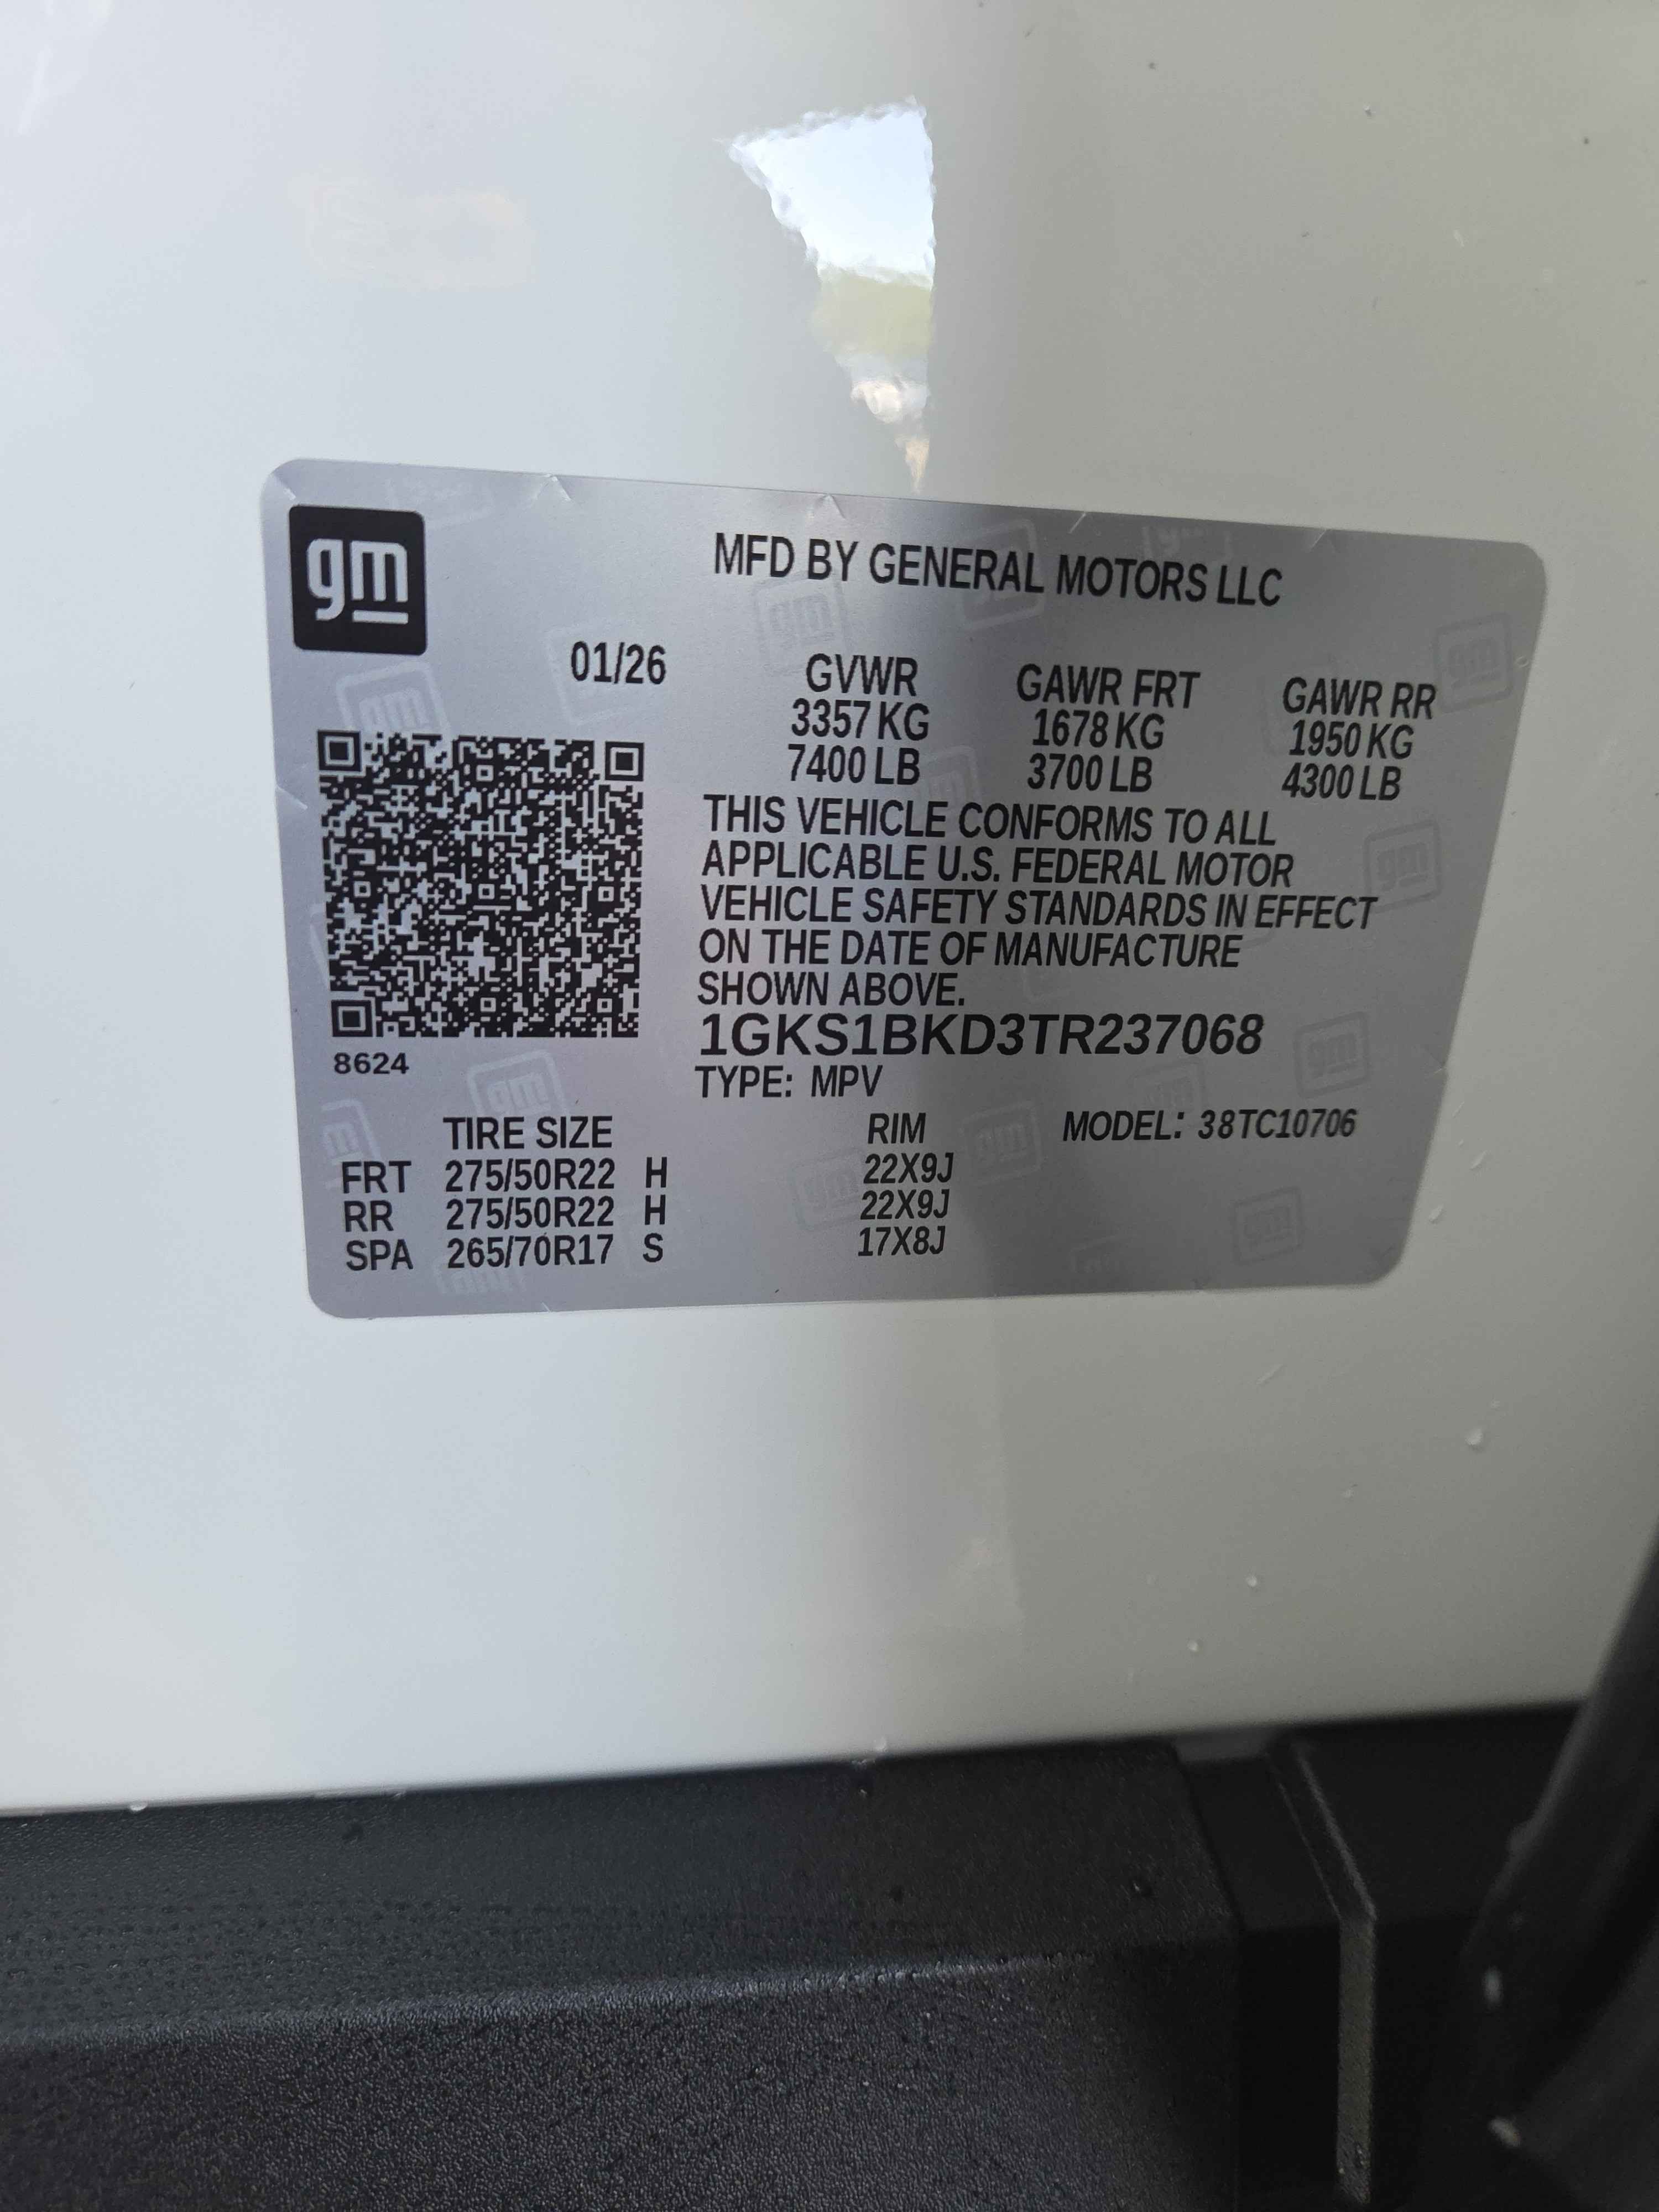 gm
MFD BY GENERAL MOTORS LLC
01/26 GVWR GAWR FRT GAWR RR
3357 KG 1678 KG 1950 KG
7400 LB 3700 LB 4300 LB
THIS VEHICLE CONFORMS TO ALL
APPLICABLE U.S. FEDERAL MOTOR
VEHICLE SAFETY STANDARDS IN EFFECT
ON THE DATE OF MANUFACTURE
SHOWN ABOVE.
1GKS1BKD3TR237068
8624
TYPE: MPV
TIRE SIZE RIM MODEL: 38TC10706
FRT 275/50R22 H 22X9J
RR 275/50R22 H 22X9J
SPA 265/70R17 S 17X8J